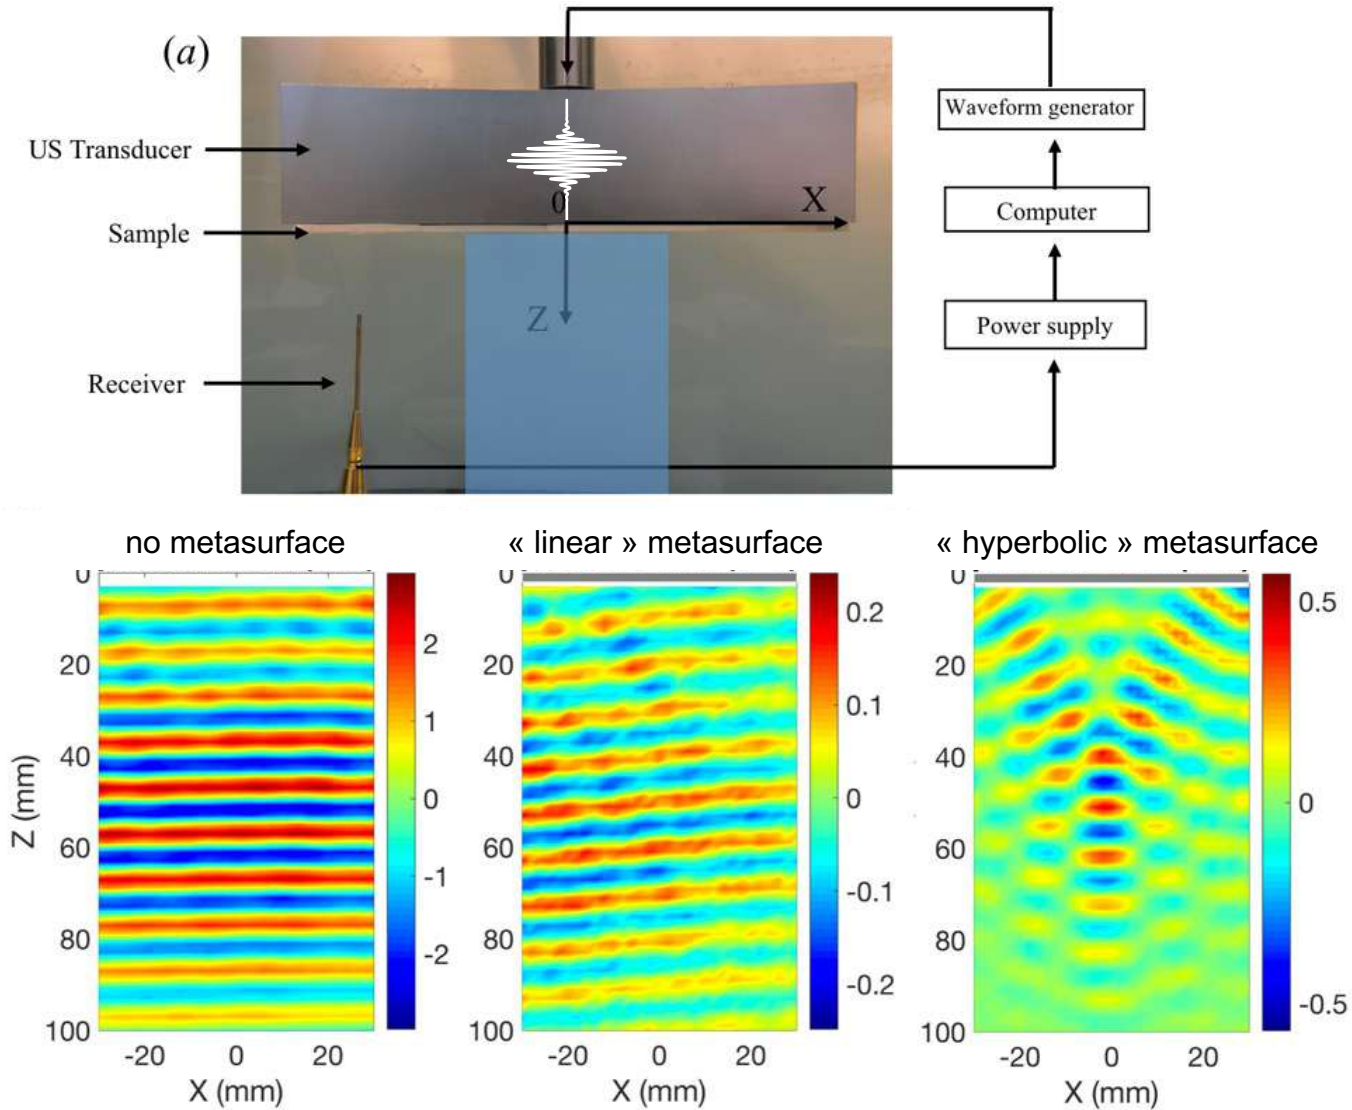 (a)
Waveform generator
US Transducer
0
X
Computer
Sample
Z
Power supply
Receiver
no metasurface
« linear » metasurface
« hyperbolic » metasurface
0
20
40
60
80
100
Z (mm)
-20
0
20
X (mm)
2
1
0
-1
-2
0
20
40
60
80
100
-20
0
20
X (mm)
0.2
0.1
0
-0.1
-0.2
0
20
40
60
80
100
-20
0
20
X (mm)
0.5
0
-0.5